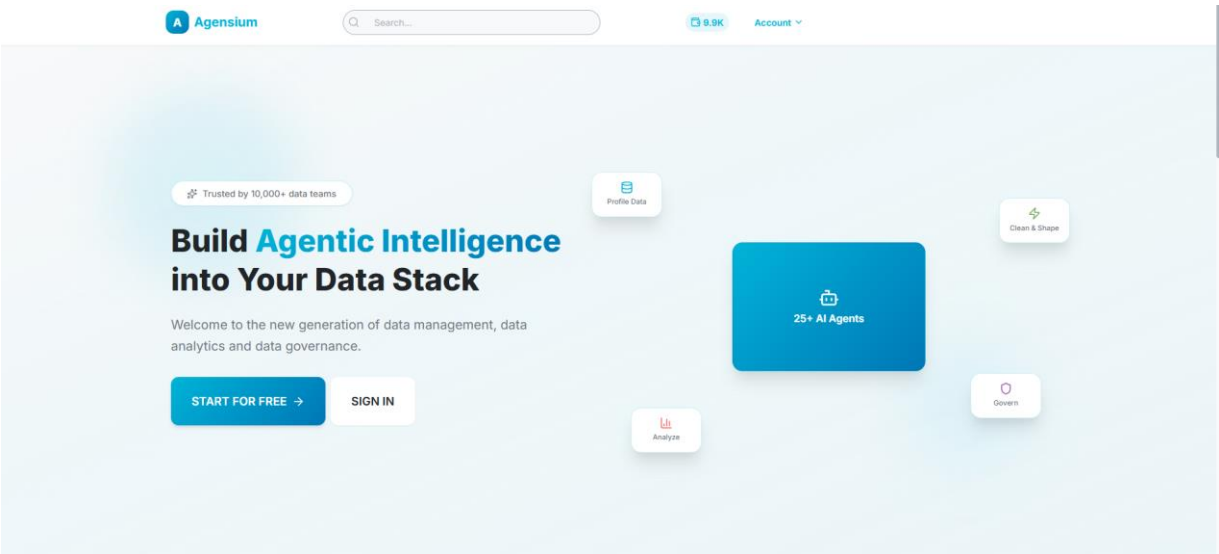 A Agensium
Search...
9.9K
Account
Trusted by 10,000+ data teams
Build Agentic Intelligence
into Your Data Stack
Welcome to the new generation of data management, data
analytics and data governance.
START FOR FREE →
SIGN IN
Profile Data
Clean & Shape
25+ AI Agents
Govern
Analyze